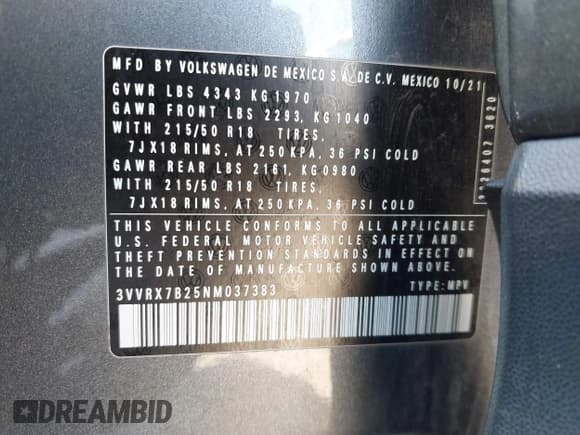 MFD BY VOLKSWAGEN DE MEXICO S.A. DE C.V. MEXICO 10/21
GVWR LBS 4343 KG 1970
GAWR FRONT LBS 2293, KG 1040
WITH 215/50 R18 TIRES,
7JX18 RIMS, AT 250 KPA, 36 PSI COLD
GAWR REAR LBS 2161, KG 0980
WITH 215/50 R18 TIRES,
7JX18 RIMS, AT 250 KPA, 36 PSI COLD
THIS VEHICLE CONFORMS TO ALL APPLICABLE
U.S. FEDERAL MOTOR VEHICLE SAFETY AND
THEFT PREVENTION STANDARDS IN EFFECT ON
THE DATE OF MANUFACTURE SHOWN ABOVE.
3VVRX7B25NM037383 TYPE: MPV
3020
DREAMBID